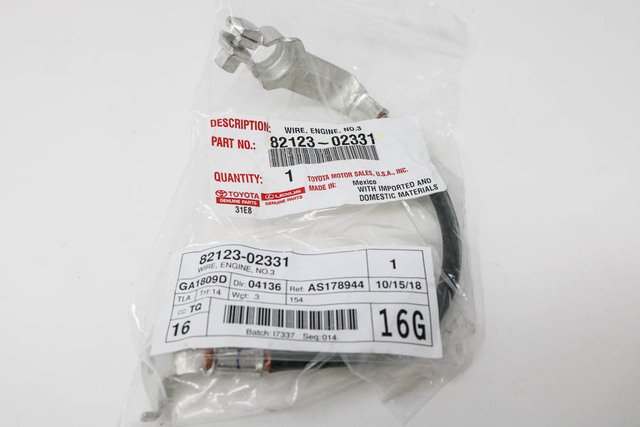 DESCRIPTION: WIRE, ENGINE, NO.3
PART NO.: 82123-02331
QUANTITY: 1 TOYOTA MOTOR SALES, U.S.A., INC.
MADE IN: Mexico
WITH IMPORTED AND
DOMESTIC MATERIALS
TOYOTA GENUINE PARTS LEXUS GENUINE PARTS
31E8
82123-02331 1
WIRE, ENGINE, NO.3
GA1809D Dir: 04136 Ref: AS178944 10/15/18
TLA Trf: 14 Wgt: .3 154
CC: TQ
16 16G
Batch: I7337 Seq: 014